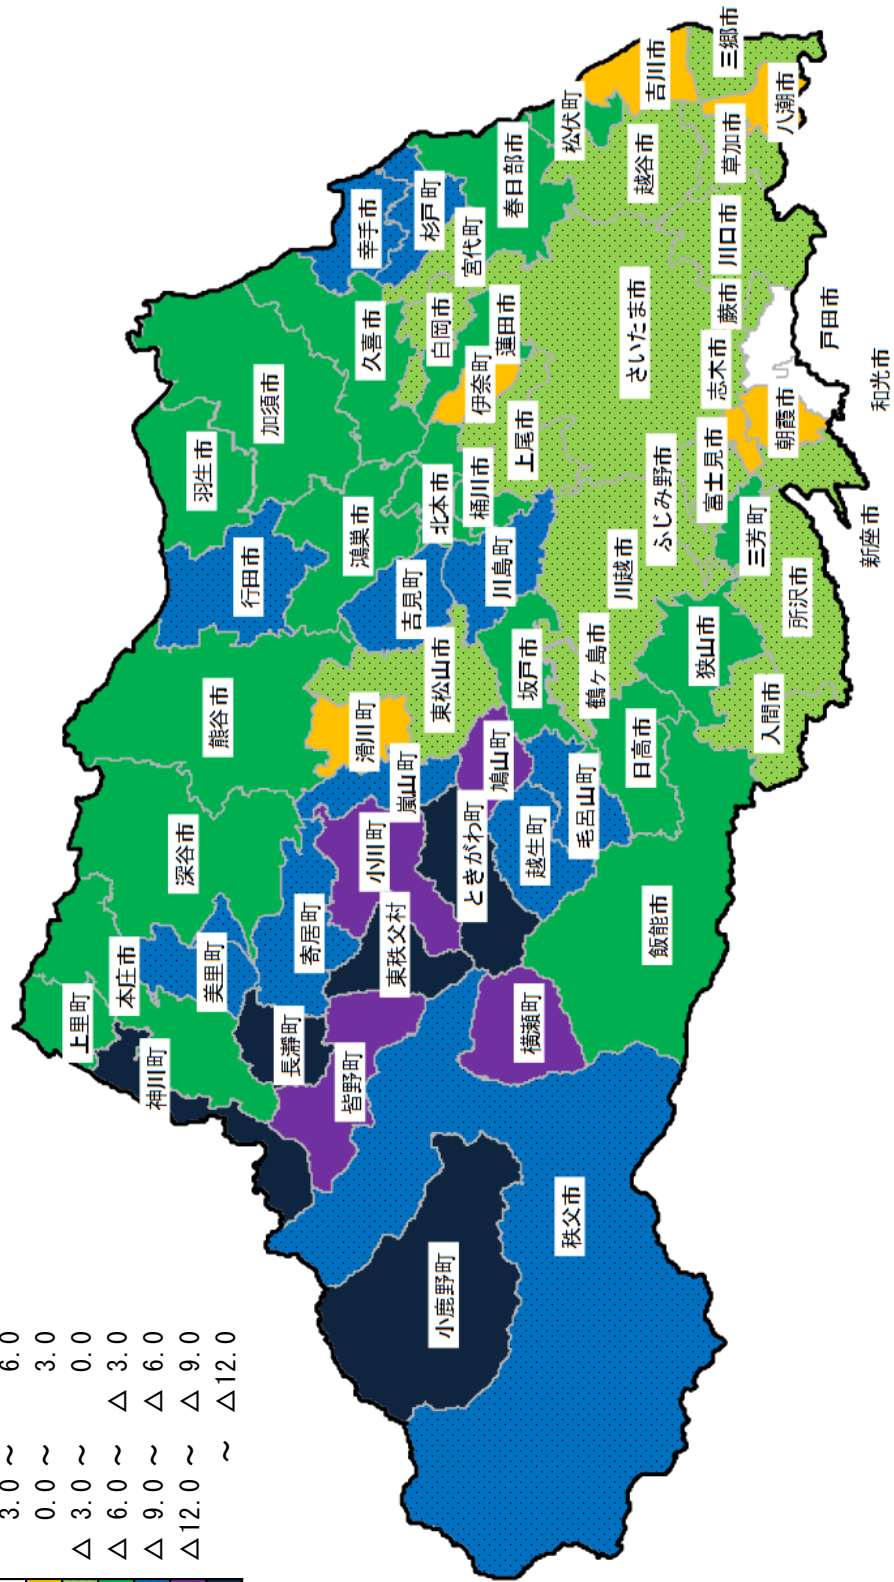 3.0 ～ 6.0
0.0 ～ 3.0
△ 3.0 ～ 0.0
△ 6.0 ～ △ 3.0
△ 9.0 ～ △ 6.0
△12.0 ～ △ 9.0
～ △12.0
上里町
本庄市
神川町
美里町
深谷市
熊谷市
行田市
羽生市
加須市
長瀞町
皆野町
寄居町
小川町
嵐山町
滑川町
東秩父村
ときがわ町
鳩山町
東松山市
吉見町
鴻巣市
北本市
久喜市
幸手市
杉戸町
宮代町
白岡市
蓮田市
伊奈町
桶川市
上尾市
川島町
春日部市
松伏町
小鹿野町
秩父市
横瀬町
越生町
毛呂山町
坂戸市
鶴ヶ島市
日高市
飯能市
川越市
ふじみ野市
富士見市
三芳町
狭山市
入間市
所沢市
新座市
志木市
朝霞市
和光市
さいたま市
蕨市
戸田市
川口市
越谷市
草加市
吉川市
八潮市
三郷市